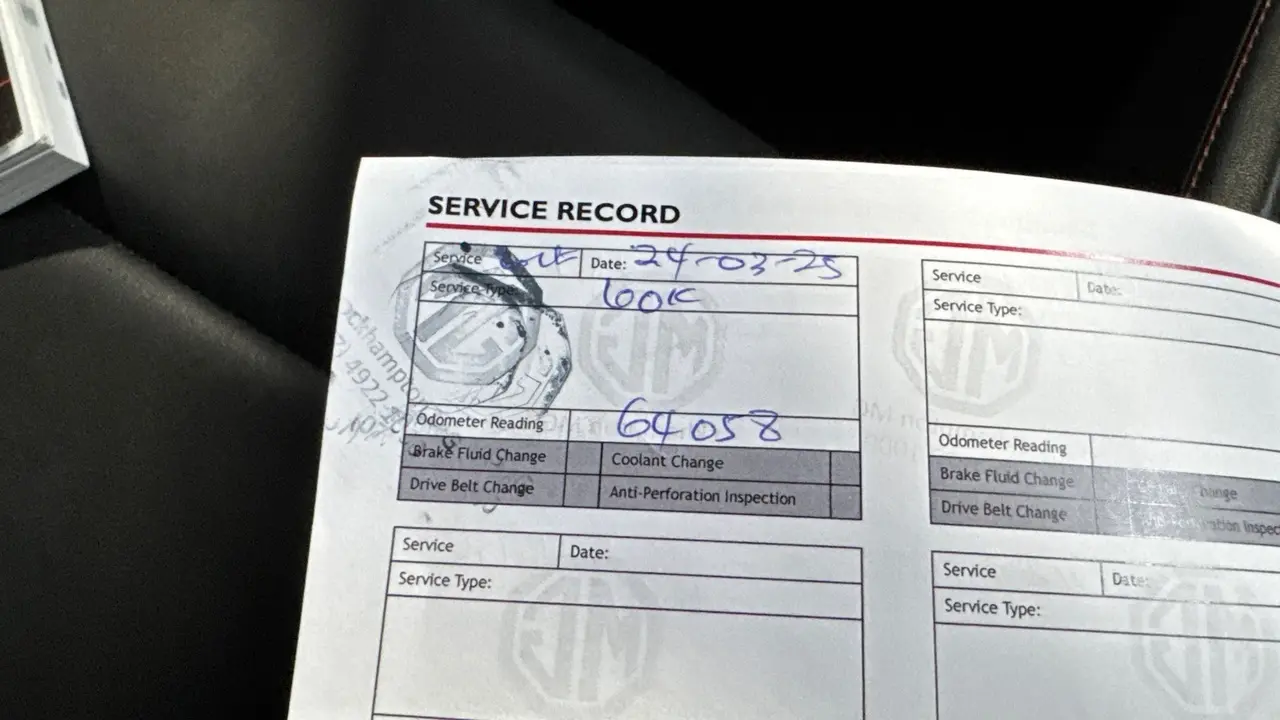 SERVICE RECORD
Service Date: 24-03-25
Service Type: 60K
Odometer Reading 64058
Brake Fluid Change Coolant Change
Drive Belt Change Anti-Perforation Inspection
Service Date:
Service Type:
Odometer Reading
Brake Fluid Change
Drive Belt Change
Service Date:
Service Type:
Service Date:
Service Type: